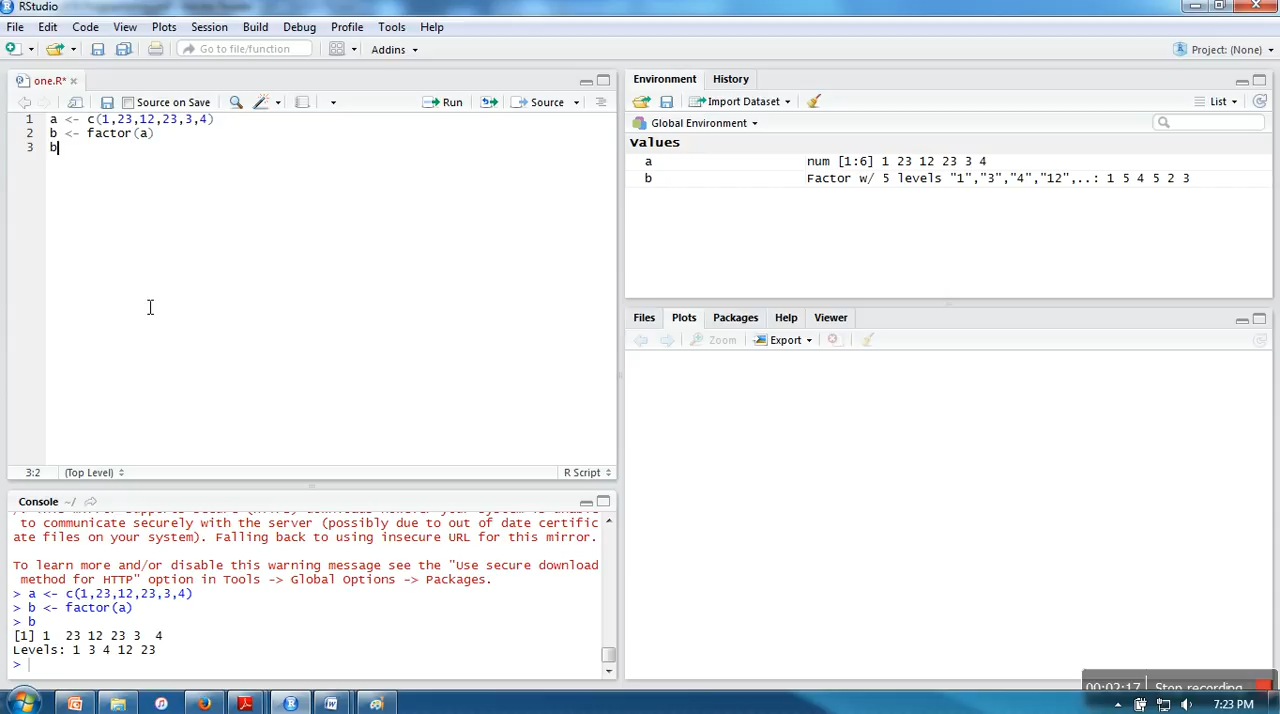 RStudio
File Edit Code View Plots Session Build Debug Profile Tools Help
Go to file/function Addins Project: (None)
one.R*
Source on Save Run Source
1 a <- c(1,23,12,23,3,4)
2 b <- factor(a)
3 b
3:2 (Top Level) R Script
Console ~/
to communicate securely with the server (possibly due to out of date certific
ate files on your system). Falling back to using insecure URL for this mirror.
To learn more and/or disable this warning message see the "Use secure download
method for HTTP" option in Tools -> Global Options -> Packages.
> a <- c(1,23,12,23,3,4)
> b <- factor(a)
> b
[1] 1  23 12 23 3  4
Levels: 1 3 4 12 23
>
Environment History
Import Dataset List
Global Environment
Values
a num [1:6] 1 23 12 23 3 4
b Factor w/ 5 levels "1","3","4","12",..: 1 5 4 5 2 3
Files Plots Packages Help Viewer
Zoom Export
00:02:17 Stop recording
7:23 PM